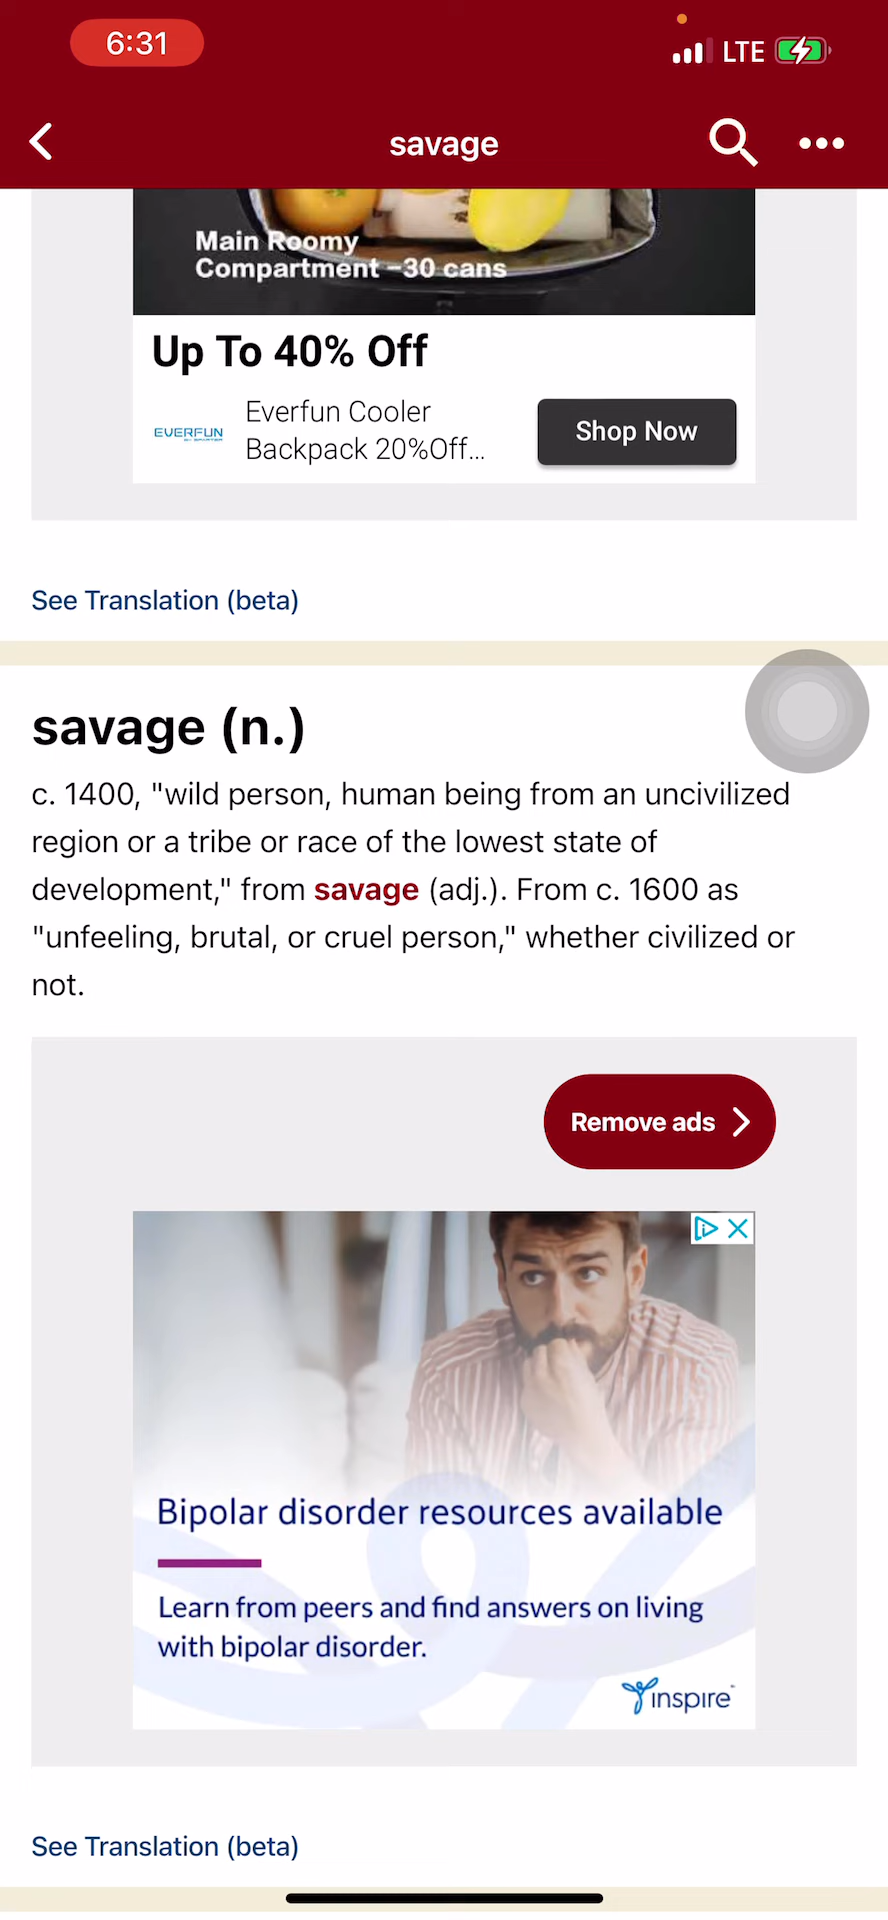 6:31
LTE
savage
Main Roomy
Compartment -30 cans
Up To 40% Off
EVERFUN
Everfun Cooler
Backpack 20%Off...
Shop Now
See Translation (beta)
savage (n.)
c. 1400, "wild person, human being from an uncivilized
region or a tribe or race of the lowest state of
development," from savage (adj.). From c. 1600 as
"unfeeling, brutal, or cruel person," whether civilized or
not.
Remove ads
Bipolar disorder resources available
Learn from peers and find answers on living
with bipolar disorder.
inspire
See Translation (beta)